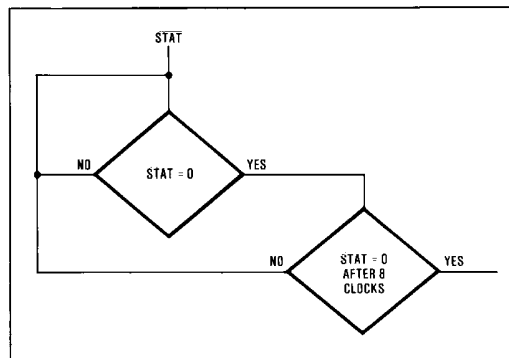 STAT
NO
YES
STAT = 0
NO
STAT = 0
AFTER 8
CLOCKS
YES